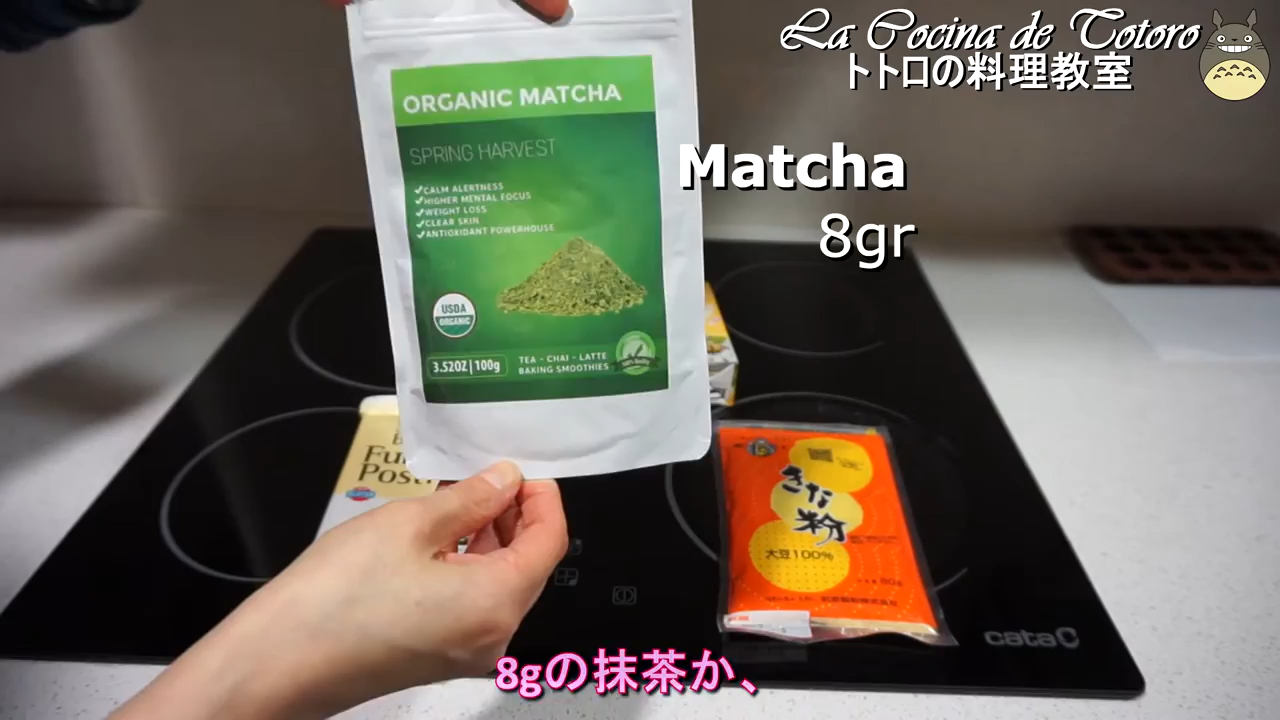 La Cocina de Totoro
トトロの料理教室
ORGANIC MATCHA
SPRING HARVEST
✓CALM ALERTNESS
✓HIGHER MENTAL FOCUS
✓WEIGHT LOSS
✓CLEAR SKIN
✓ANTIOXIDANT POWERHOUSE
USDA
ORGANIC
3.52OZ|100g
TEA - CHAI - LATTE
BAKING SMOOTHIES
Matcha
8gr
Post
きな
粉
大豆100%
80g
cata
8gの抹茶か、